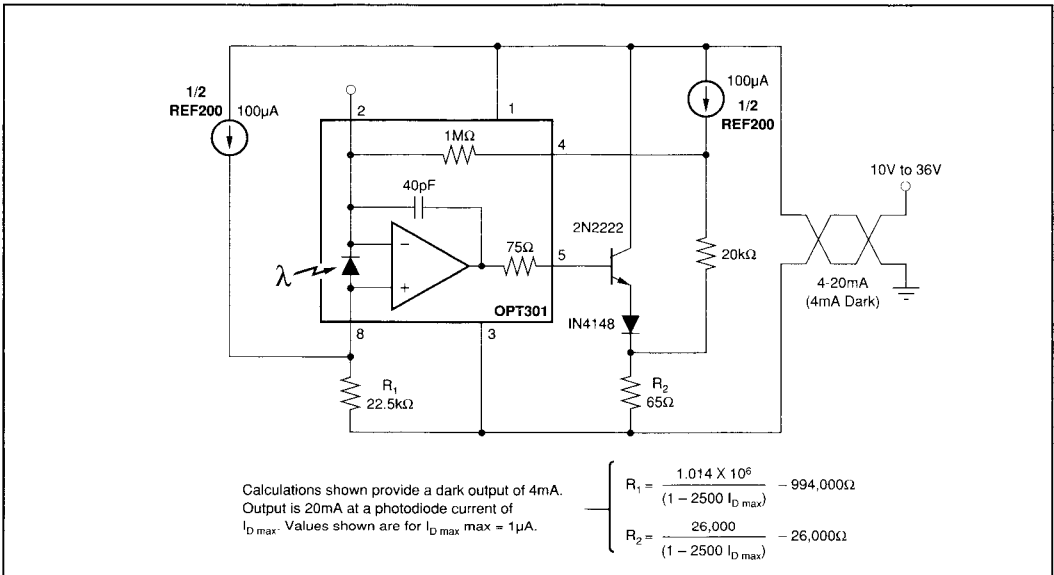 1/2
REF200
100µA
2
1
1MΩ
4
40pF
75Ω
5
λ
−
+
OPT301
8
3
R1
22.5kΩ
2N2222
IN4148
R2
65Ω
100µA
1/2
REF200
20kΩ
10V to 36V
4-20mA
(4mA Dark)
Calculations shown provide a dark output of 4mA.
Output is 20mA at a photodiode current of
ID max. Values shown are for ID max max = 1µA.
R1 = 1.014 X 10⁶ / (1 – 2500 ID max) – 994,000Ω
R2 = 26,000 / (1 – 2500 ID max) – 26,000Ω